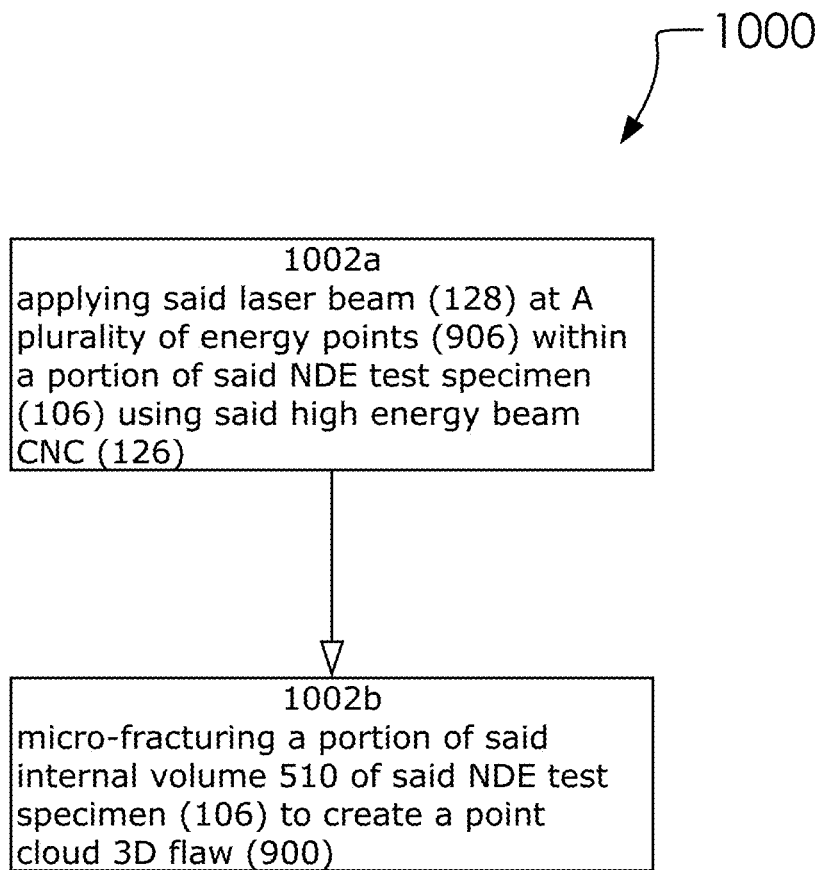 1000
1002a
applying said laser beam (128) at A
plurality of energy points (906) within
a portion of said NDE test specimen
(106) using said high energy beam
CNC (126)
1002b
micro-fracturing a portion of said
internal volume 510 of said NDE test
specimen (106) to create a point
cloud 3D flaw (900)